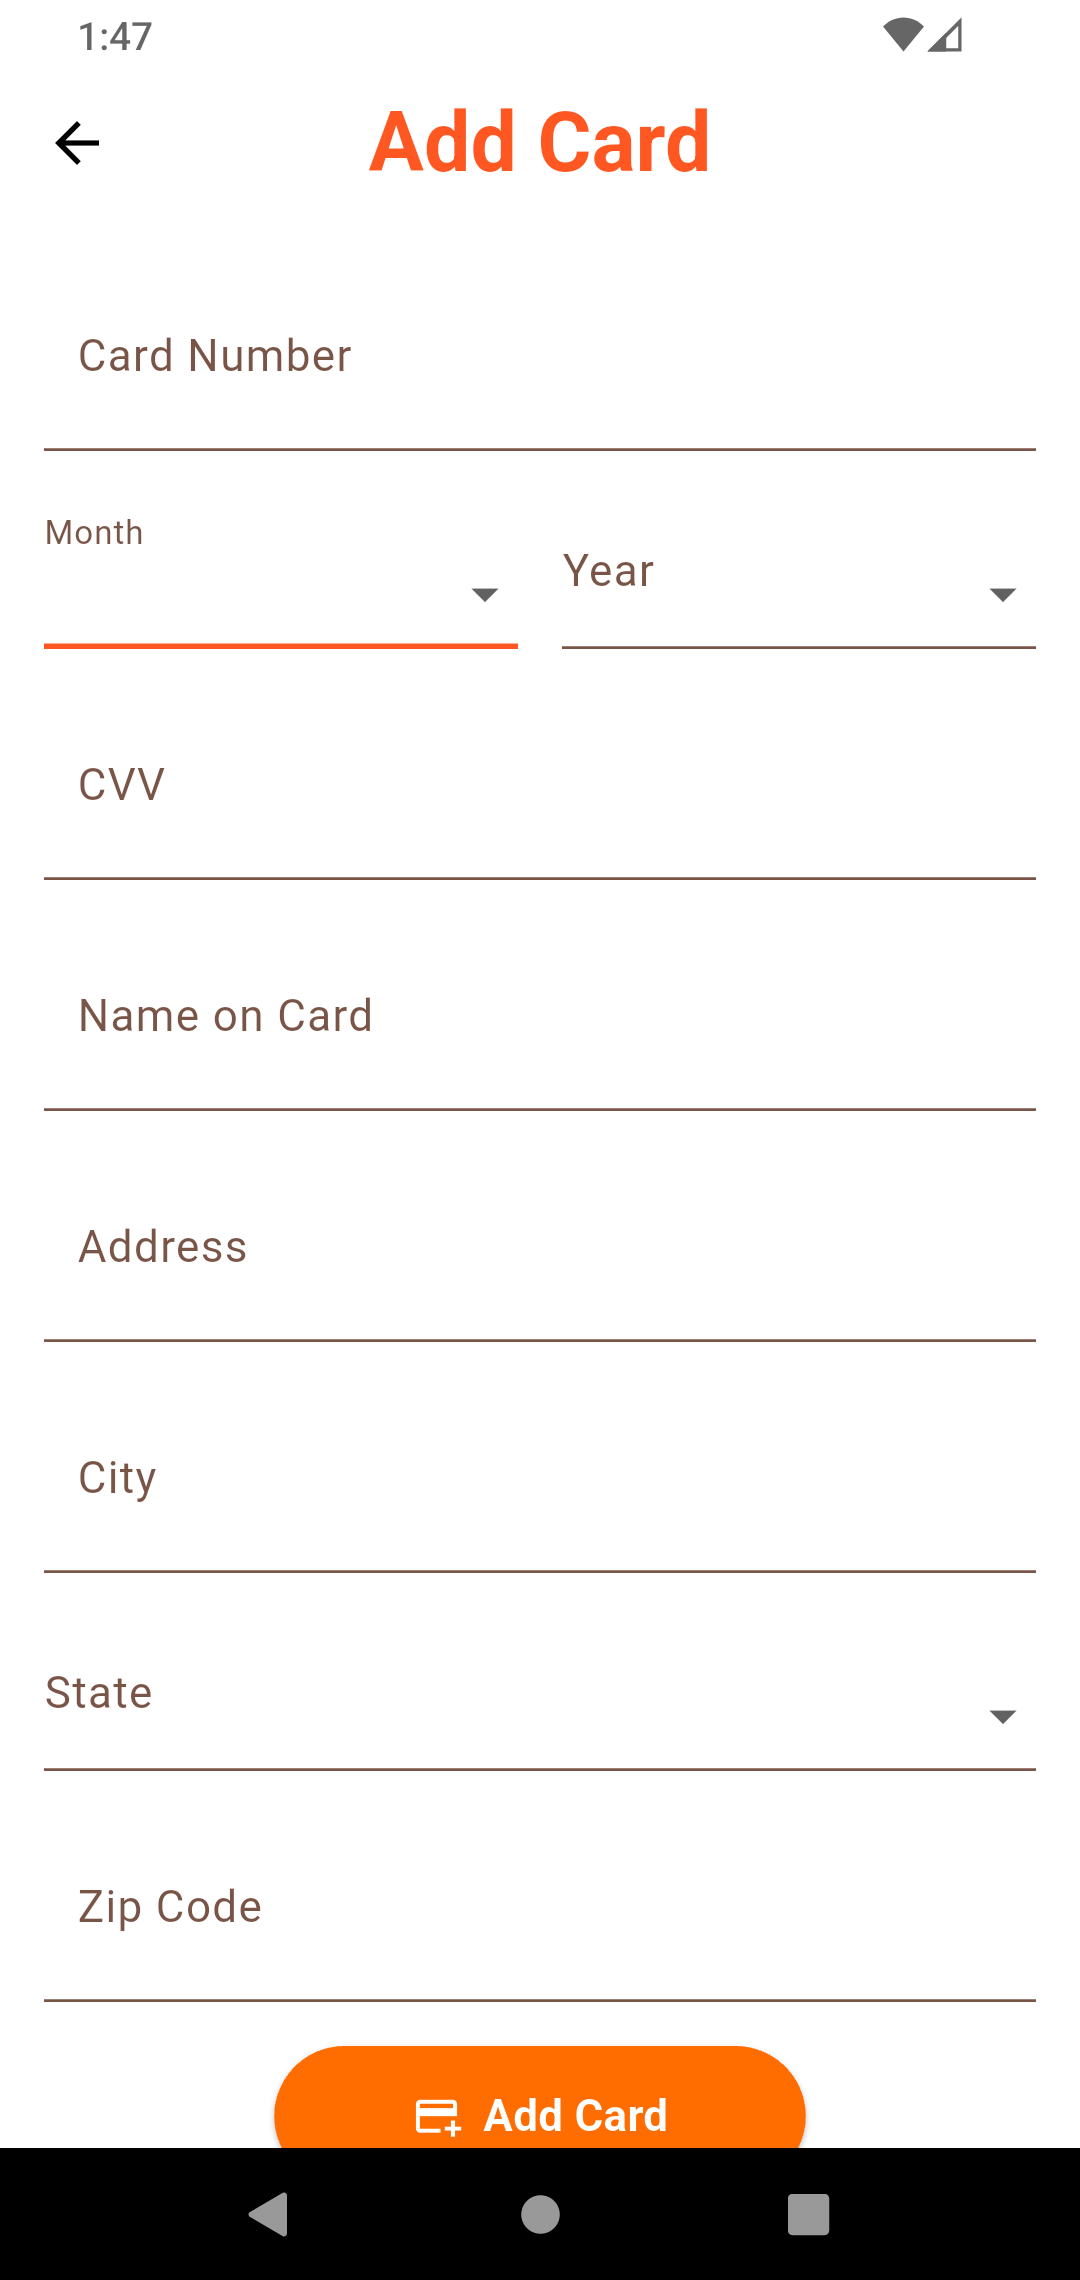 1:47
Add Card
Card Number
Month
Year
CVV
Name on Card
Address
City
State
Zip Code
Add Card